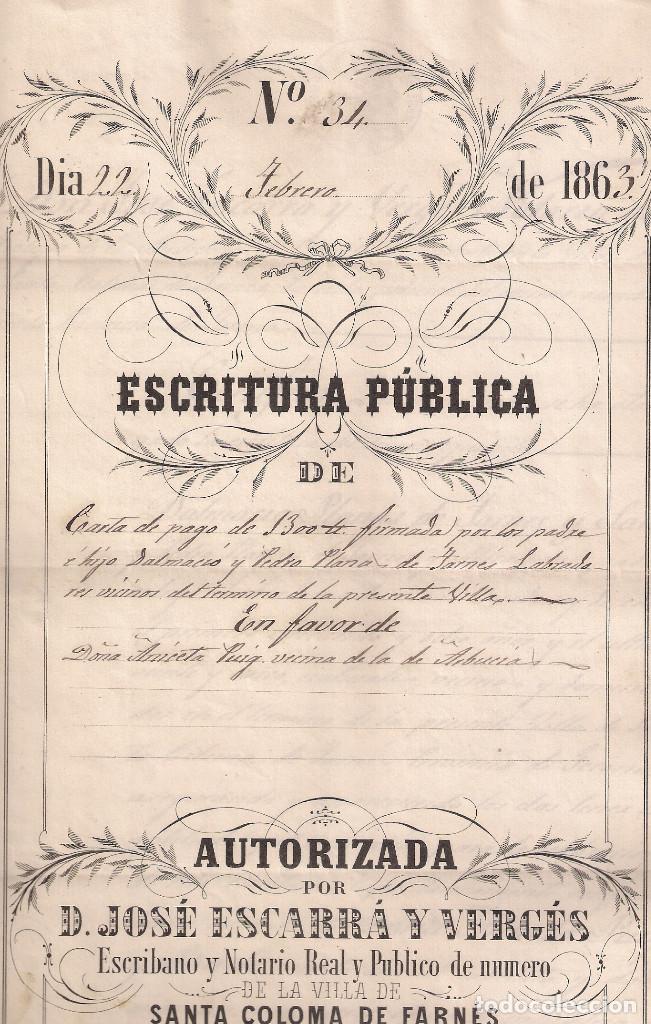 Nº. 34.
Dia 22 Febrero de 1863.
ESCRITURA PÚBLICA
DE
Carta de pago de 1300 ft. firmada por los padre
e hijo Dalmacio y Pedro Plana de Farnés Labrado-
res vecinos del termino de la presente Villa.
En favor de
Doña Aniceta Puig vecina de la de Arbucia
AUTORIZADA
POR
D. JOSÉ ESCARRÁ Y VERGÉS
Escribano y Notario Real y Publico de numero
DE LA VILLA DE
SANTA COLOMA DE FARNÉS
todocoleccion